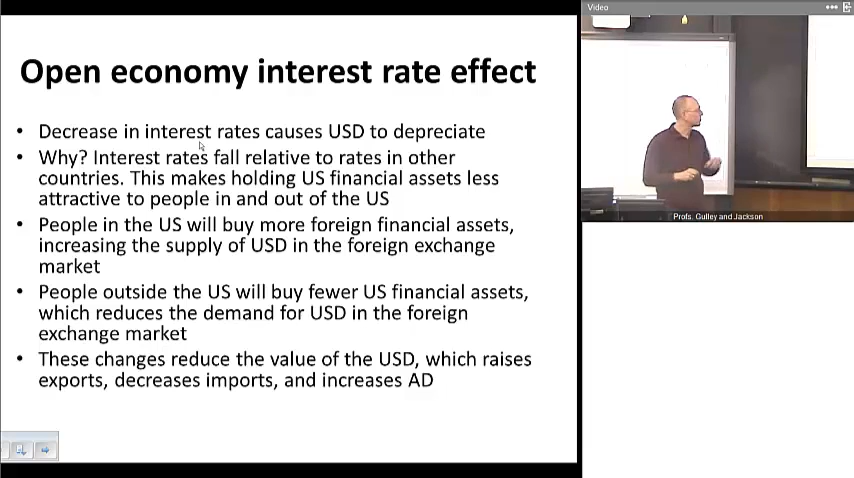 Open economy interest rate effect
• Decrease in interest rates causes USD to depreciate
• Why? Interest rates fall relative to rates in other
countries. This makes holding US financial assets less
attractive to people in and out of the US
• People in the US will buy more foreign financial assets,
increasing the supply of USD in the foreign exchange
market
• People outside the US will buy fewer US financial assets,
which reduces the demand for USD in the foreign
exchange market
• These changes reduce the value of the USD, which raises
exports, decreases imports, and increases AD
Video
Profs. Gulley and Jackson